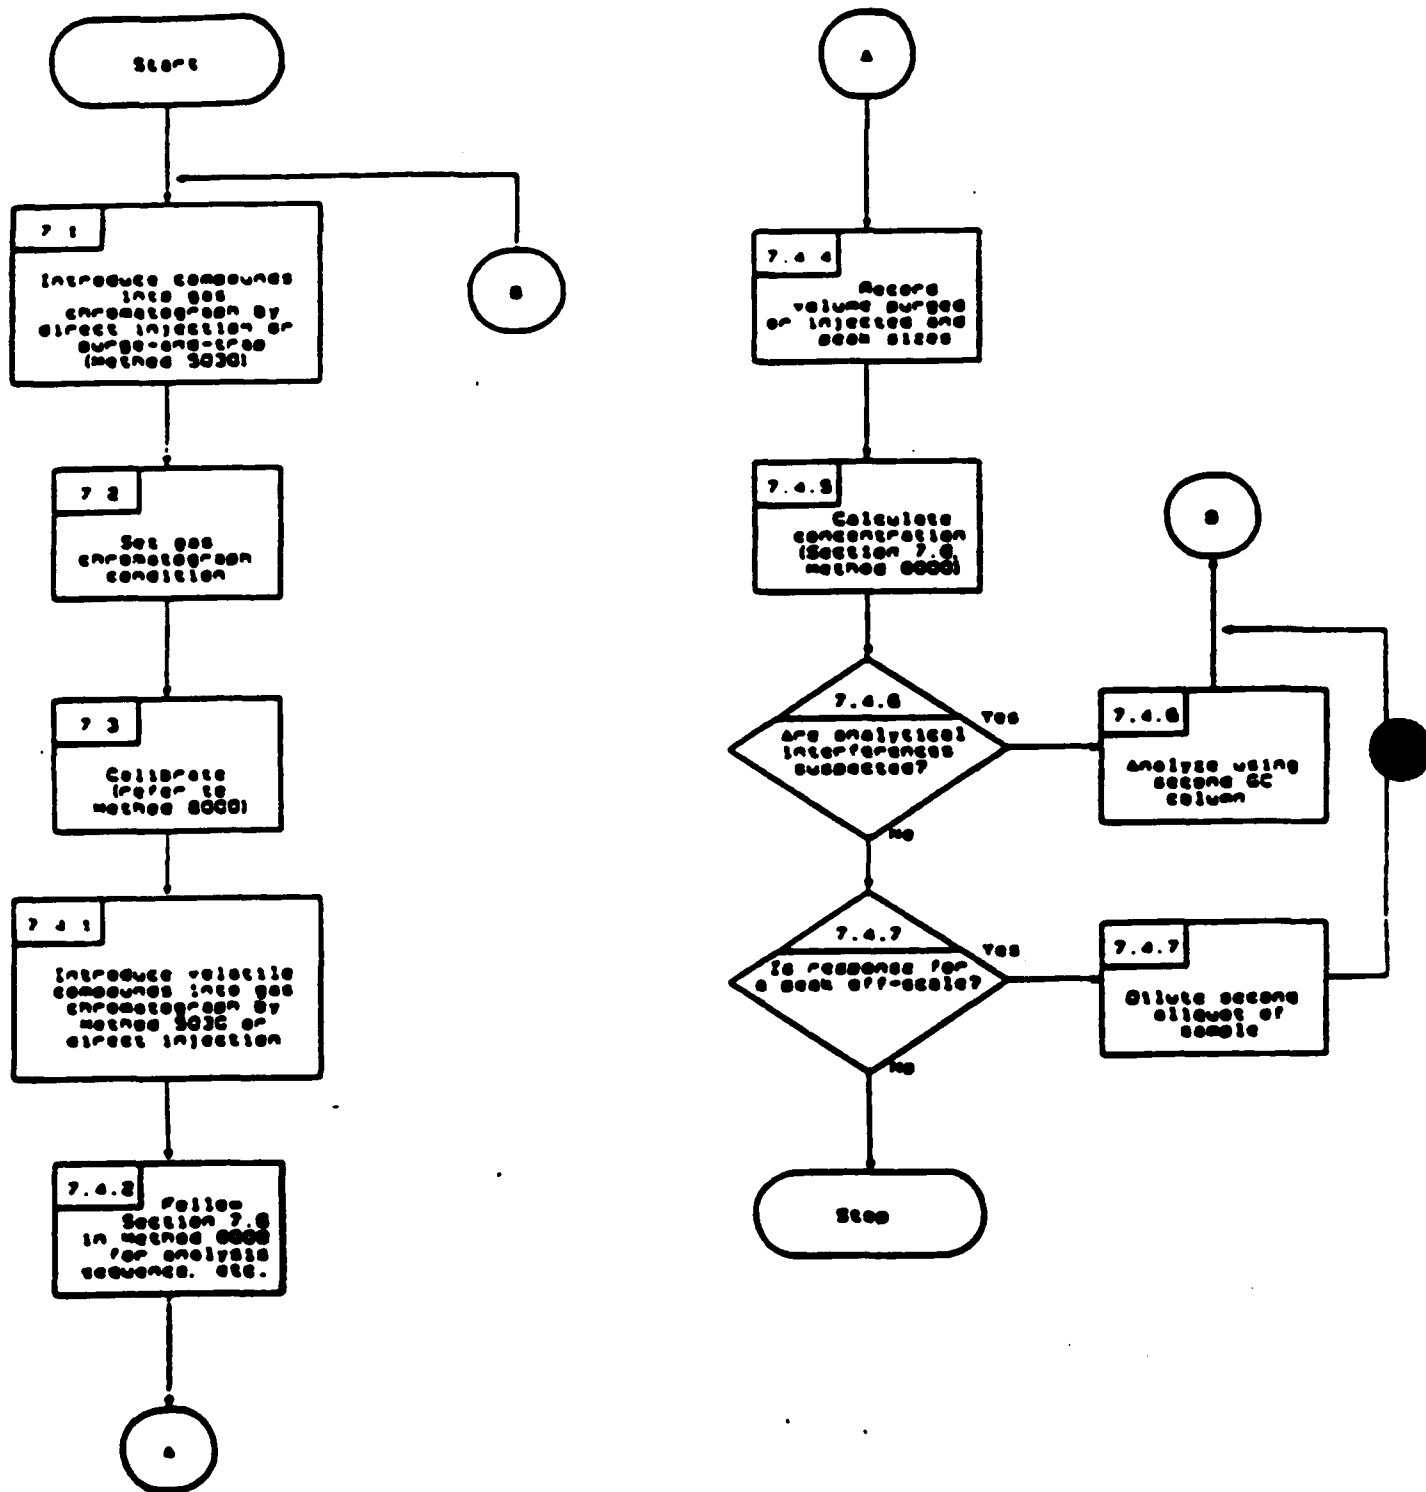 Start
7 1
Introduce compounds
into gas
chromatograph by
direct injection or
purge-and-trap
(Method 5030)
B
7 2
Set gas
chromatograph
condition
7 3
Calibrate
(refer to
Method 8000)
7 4 1
Introduce volatile
compounds into gas
chromatograph by
Method 5030 or
direct injection
7.4.2
Follow
Section 7.6
in Method 8000
for analysis
sequence, etc.
A
A
7.4 4
Record
volume purged
or injected and
peak sizes
7.4.5
Calculate
concentration
(Section 7.8,
Method 8000)
7.4.6
Are analytical
interferences
suspected?
Yes
No
7.4.6
Analyze using
second GC
column
B
7.4.7
Is response for
a peak off-scale?
Yes
No
7.4.7
Dilute second
aliquot of
sample
Stop